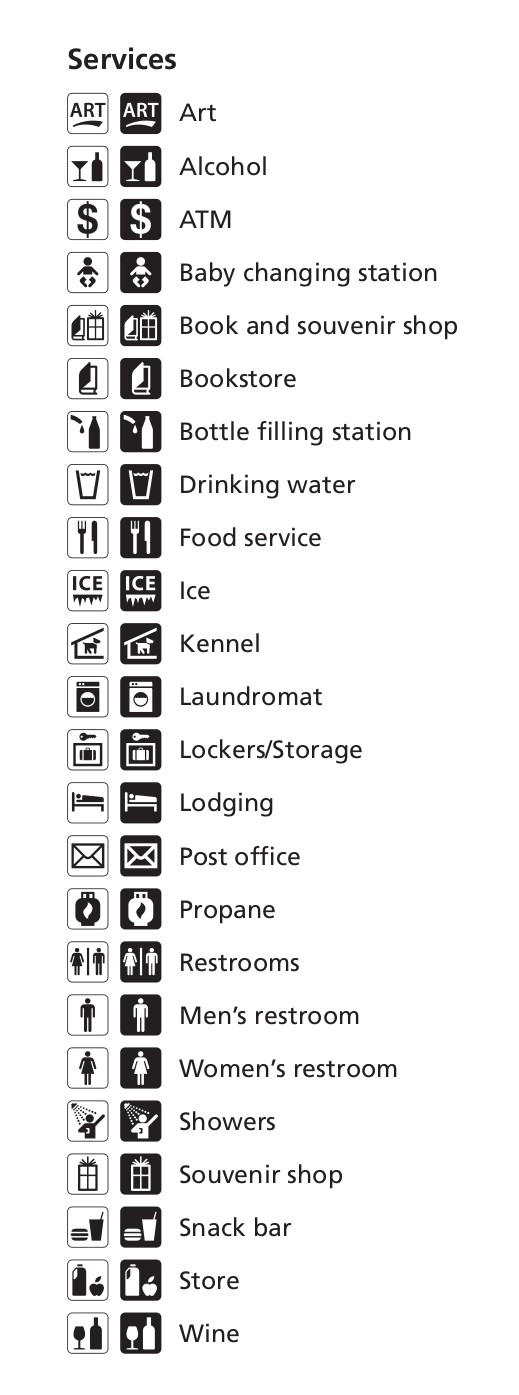 Services
ART ART Art
Alcohol
$ $ ATM
Baby changing station
Book and souvenir shop
Bookstore
Bottle filling station
Drinking water
Food service
ICE ICE Ice
Kennel
Laundromat
Lockers/Storage
Lodging
Post office
Propane
Restrooms
Men’s restroom
Women’s restroom
Showers
Souvenir shop
Snack bar
Store
Wine